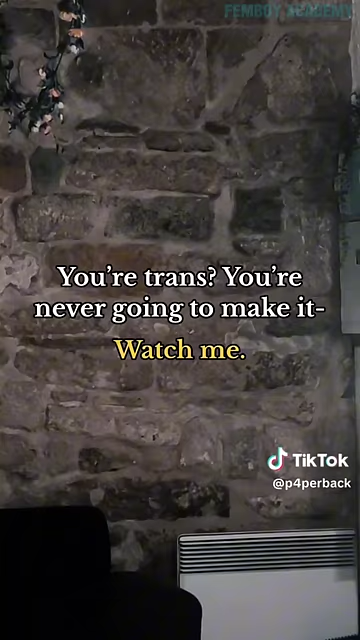 FEMBOY ACADEMY
You're trans? You're
never going to make it-
Watch me.
TikTok
@p4perback